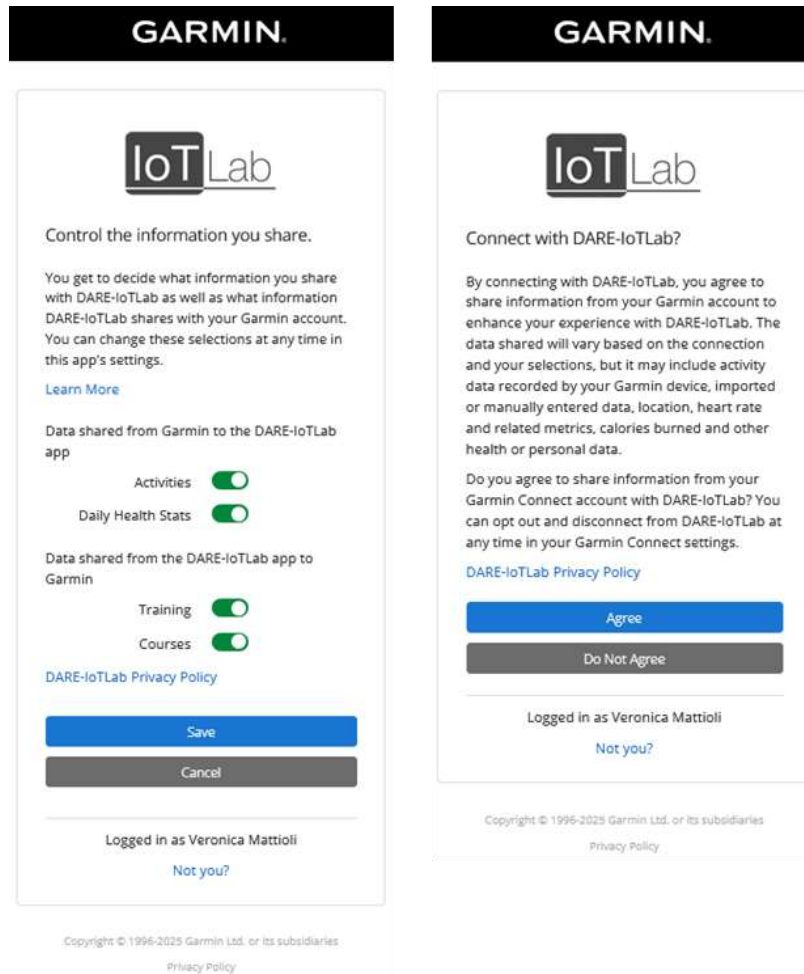 GARMIN.
IoT Lab
Control the information you share.
You get to decide what information you share
with DARE-IoTLab as well as what information
DARE-IoTLab shares with your Garmin account.
You can change these selections at any time in
this app's settings.
Learn More
Data shared from Garmin to the DARE-IoTLab
app
Activities
Daily Health Stats
Data shared from the DARE-IoTLab app to
Garmin
Training
Courses
DARE-IoTLab Privacy Policy
Save
Cancel
Logged in as Veronica Mattioli
Not you?
Copyright © 1996-2025 Garmin Ltd. or its subsidiaries
Privacy Policy
GARMIN.
IoT Lab
Connect with DARE-IoTLab?
By connecting with DARE-IoTLab, you agree to
share information from your Garmin account to
enhance your experience with DARE-IoTLab. The
data shared will vary based on the connection
and your selections, but it may include activity
data recorded by your Garmin device, imported
or manually entered data, location, heart rate
and related metrics, calories burned and other
health or personal data.
Do you agree to share information from your
Garmin Connect account with DARE-IoTLab? You
can opt out and disconnect from DARE-IoTLab at
any time in your Garmin Connect settings.
DARE-IoTLab Privacy Policy
Agree
Do Not Agree
Logged in as Veronica Mattioli
Not you?
Copyright © 1996-2025 Garmin Ltd. or its subsidiaries
Privacy Policy